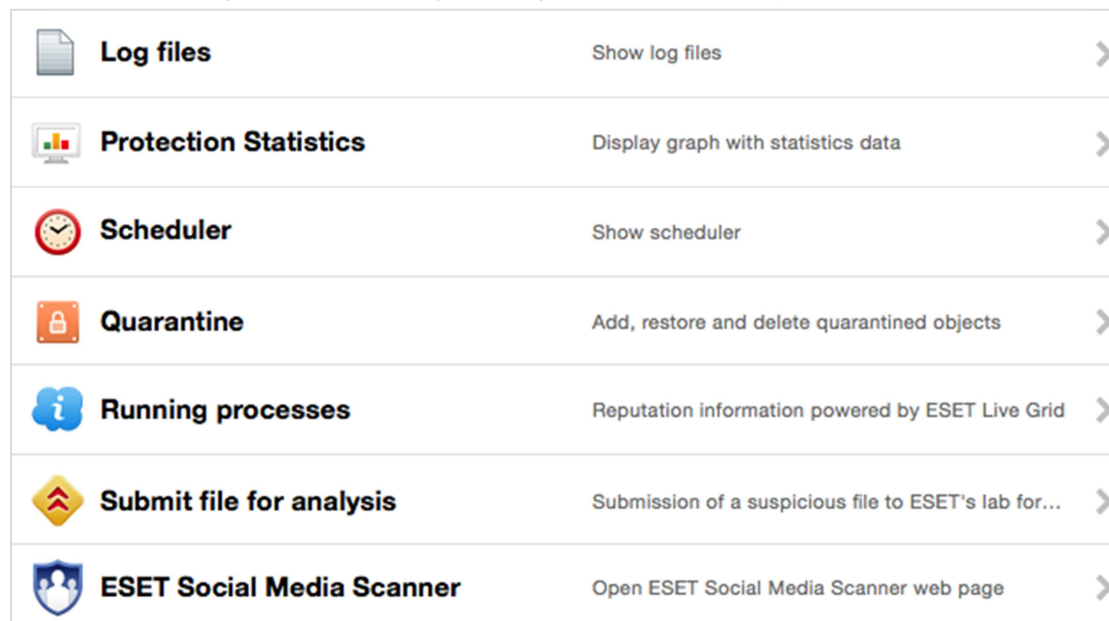 Log files Show log files
Protection Statistics Display graph with statistics data
Scheduler Show scheduler
Quarantine Add, restore and delete quarantined objects
Running processes Reputation information powered by ESET Live Grid
Submit file for analysis Submission of a suspicious file to ESET's lab for...
ESET Social Media Scanner Open ESET Social Media Scanner web page